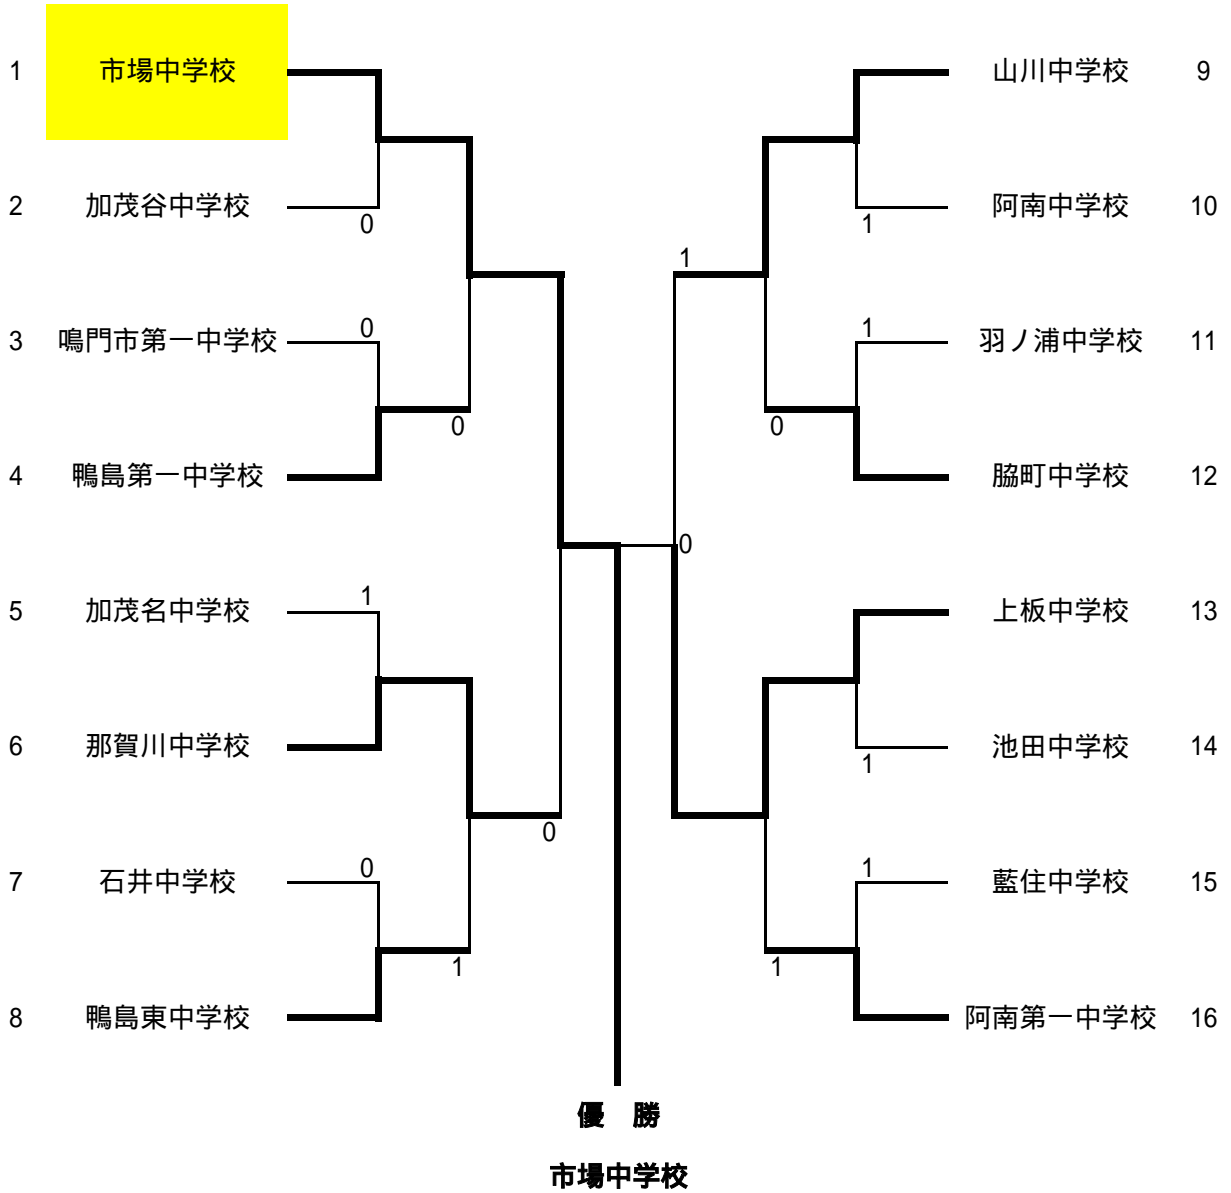 1 市場中学校 山川中学校 9
2 加茂谷中学校 0 阿南中学校 10
1
1
3 鳴門市第一中学校 0 1 羽ノ浦中学校 11
0 0
4 鴨島第一中学校 脇町中学校 12
0
5 加茂名中学校 1 上板中学校 13
6 那賀川中学校 池田中学校 14
1
0
7 石井中学校 0 1 藍住中学校 15
1 1
8 鴨島東中学校 阿南第一中学校 16
優 勝
市場中学校